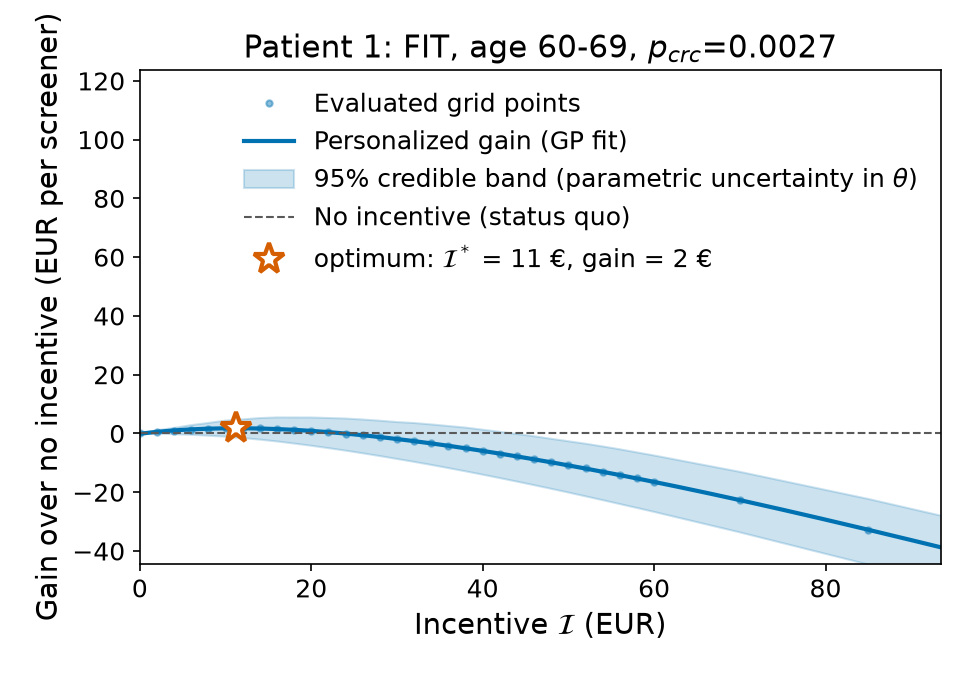 Patient 1: FIT, age 60-69, p_crc=0.0027
Gain over no incentive (EUR per screener)
120
100
80
60
40
20
0
−20
−40
Evaluated grid points
Personalized gain (GP fit)
95% credible band (parametric uncertainty in θ)
No incentive (status quo)
optimum: ℐ* = 11 €, gain = 2 €
0
20
40
60
80
Incentive ℐ (EUR)